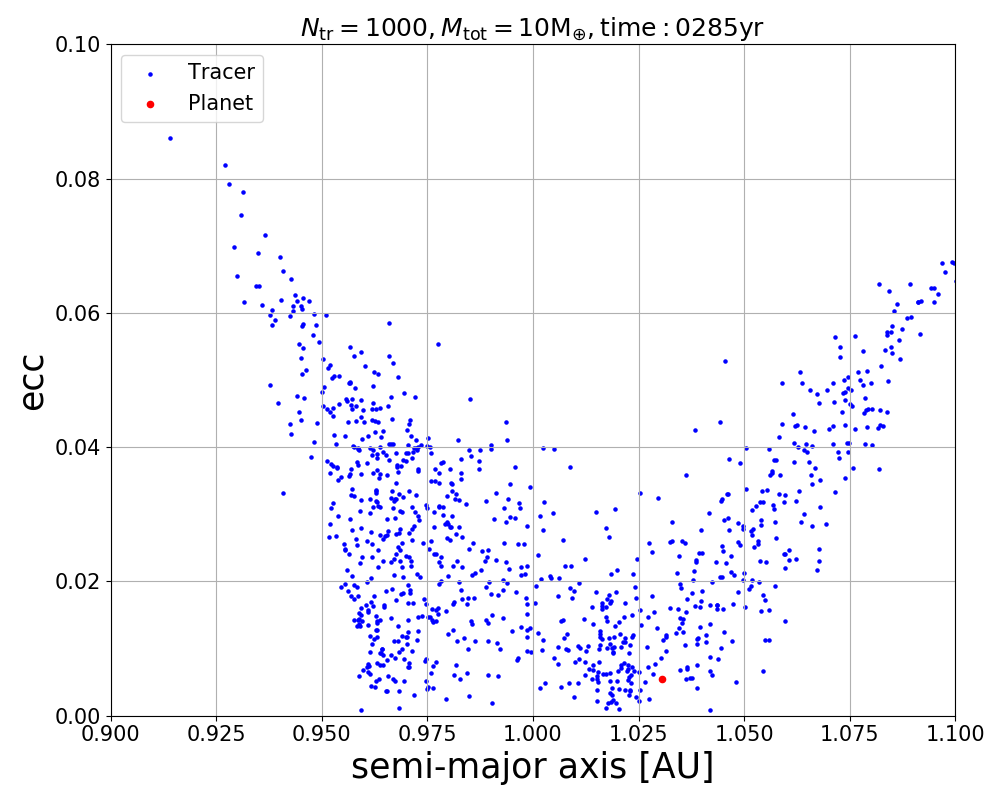 N_tr = 1000, M_tot = 10M_⊕, time : 0285yr
Tracer
Planet
ecc
0.10
0.08
0.06
0.04
0.02
0.00
0.900 0.925 0.950 0.975 1.000 1.025 1.050 1.075 1.100
semi-major axis [AU]